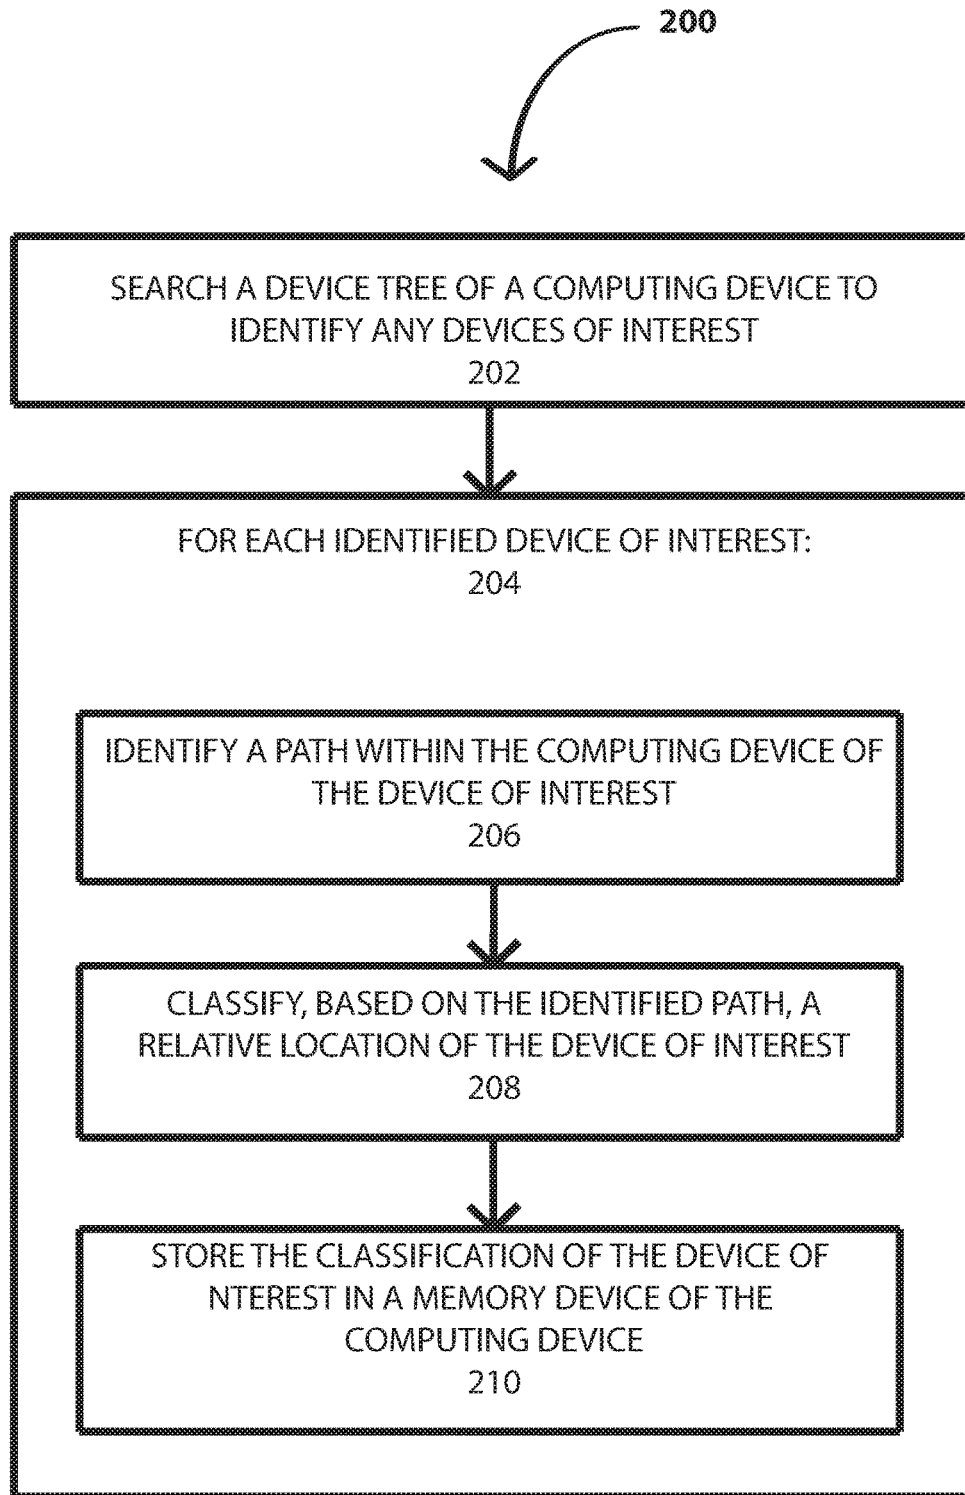 200
SEARCH A DEVICE TREE OF A COMPUTING DEVICE TO
IDENTIFY ANY DEVICES OF INTEREST
202
FOR EACH IDENTIFIED DEVICE OF INTEREST:
204
IDENTIFY A PATH WITHIN THE COMPUTING DEVICE OF
THE DEVICE OF INTEREST
206
CLASSIFY, BASED ON THE IDENTIFIED PATH, A
RELATIVE LOCATION OF THE DEVICE OF INTEREST
208
STORE THE CLASSIFICATION OF THE DEVICE OF
NTEREST IN A MEMORY DEVICE OF THE
COMPUTING DEVICE
210